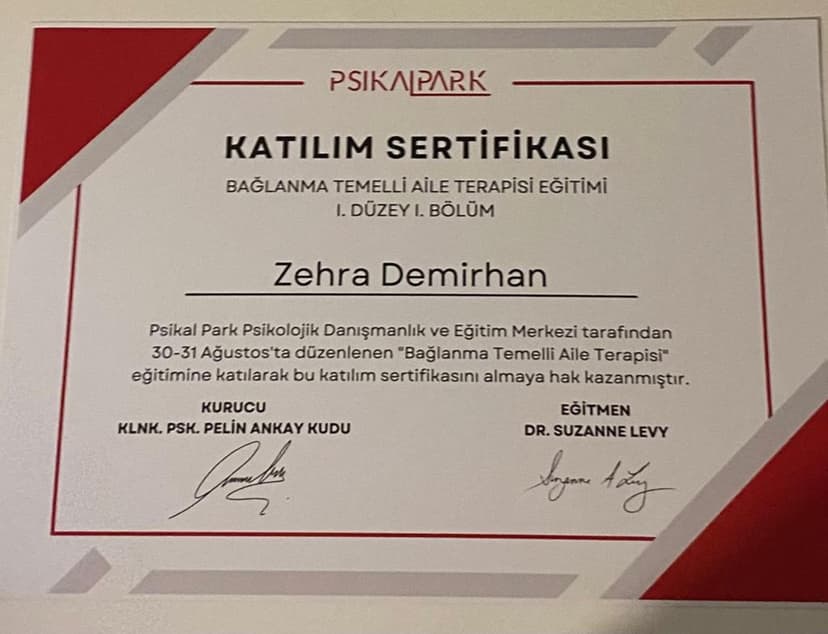 PSIKALPARK
KATILIM SERTİFİKASI
BAĞLANMA TEMELLİ AİLE TERAPİSİ EĞİTİMİ
I. DÜZEY I. BÖLÜM
Zehra Demirhan
Psikal Park Psikolojik Danışmanlık ve Eğitim Merkezi tarafından
30-31 Ağustos'ta düzenlenen "Bağlanma Temelli Aile Terapisi"
eğitimine katılarak bu katılım sertifikasını almaya hak kazanmıştır.
KURUCU
KLNK. PSK. PELİN ANKAY KUDU
EĞİTMEN
DR. SUZANNE LEVY
Suzanne A Levy